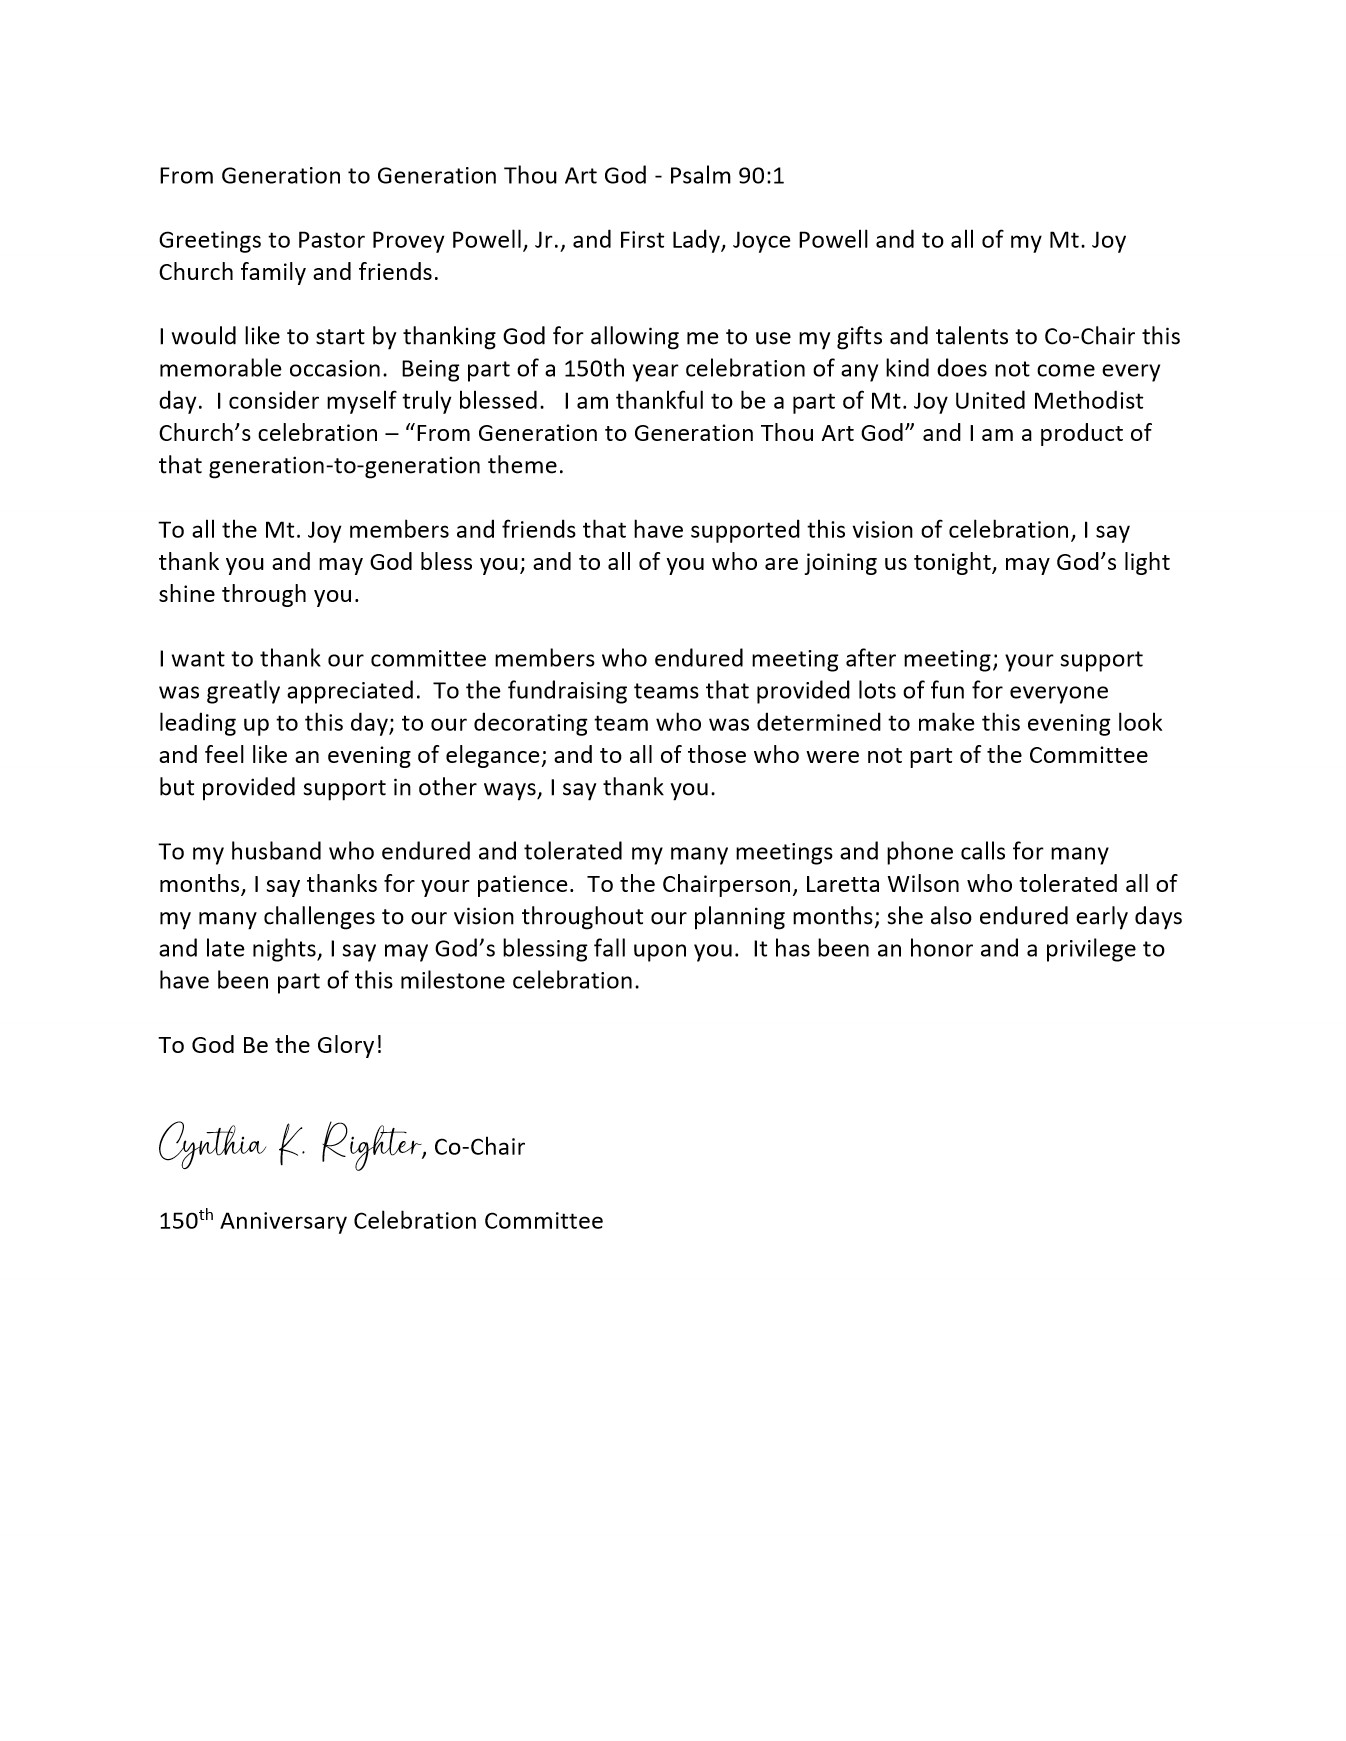 From Generation to Generation Thou Art God - Psalm 90:1
Greetings to Pastor Provey Powell, Jr., and First Lady, Joyce Powell and to all of my Mt. Joy
Church family and friends.
I would like to start by thanking God for allowing me to use my gifts and talents to Co-Chair this
memorable occasion.  Being part of a 150th year celebration of any kind does not come every
day.  I consider myself truly blessed.   I am thankful to be a part of Mt. Joy United Methodist
Church’s celebration – “From Generation to Generation Thou Art God” and I am a product of
that generation-to-generation theme.
To all the Mt. Joy members and friends that have supported this vision of celebration, I say
thank you and may God bless you; and to all of you who are joining us tonight, may God’s light
shine through you.
I want to thank our committee members who endured meeting after meeting; your support
was greatly appreciated.  To the fundraising teams that provided lots of fun for everyone
leading up to this day; to our decorating team who was determined to make this evening look
and feel like an evening of elegance; and to all of those who were not part of the Committee
but provided support in other ways, I say thank you.
To my husband who endured and tolerated my many meetings and phone calls for many
months, I say thanks for your patience.  To the Chairperson, Laretta Wilson who tolerated all of
my many challenges to our vision throughout our planning months; she also endured early days
and late nights, I say may God’s blessing fall upon you.  It has been an honor and a privilege to
have been part of this milestone celebration.
To God Be the Glory!
Cynthia K. Righter, Co-Chair
150th Anniversary Celebration Committee